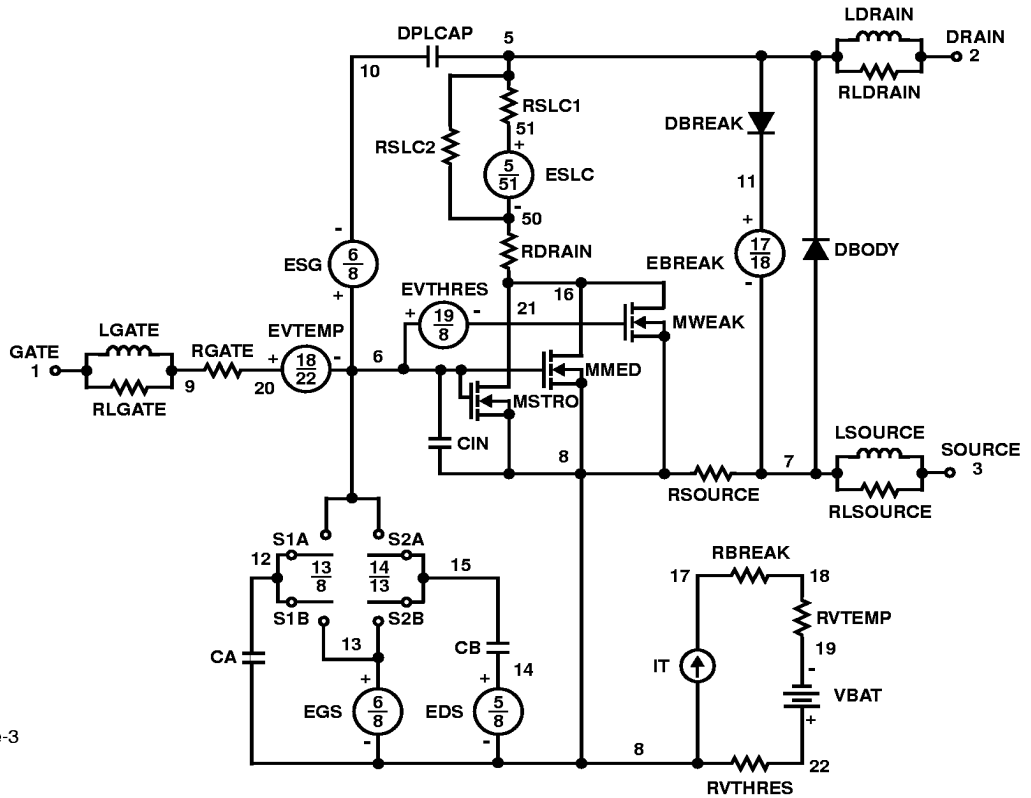 LDRAIN
DPLCAP 5 DRAIN
10 2
RLDRAIN
RSLC1
DBREAK
51
+
RSLC2
5
51
ESLC
11
-
50
- +
17
18
RDRAIN DBODY
6
8
ESG EBREAK
EVTHRES 16
+ -
+ 19
8
- 21
MWEAK
LGATE EVTEMP
GATE RGATE + 18
22
- 6 MMED
1
9 20 MSTRO
RLGATE
LSOURCE
CIN 8 7 SOURCE
3
RSOURCE
RLSOURCE
S1A S2A
12 13
8
14
13
15 RBREAK
17 18
S1B S2B
RVTEMP
13 CB 19
CA IT -
14
+ + VBAT
EGS 6
8
EDS 5
8
+
- -
8 22
RVTHRES
-3